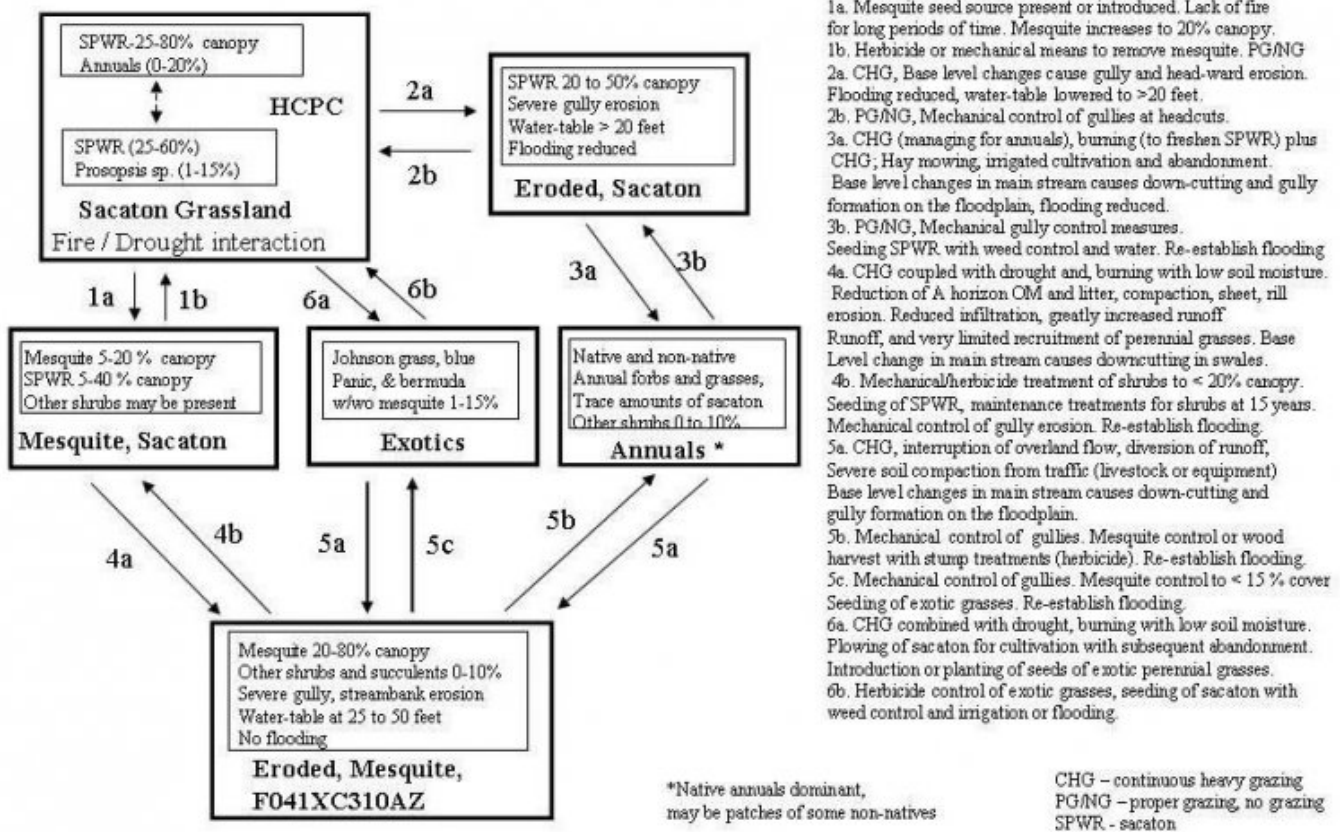 SPWR-25-80% canopy
Annuals (0-20%)
HCPC
SPWR (25-60%)
Prosopsis sp. (1-15%)
Sacaton Grassland
Fire / Drought interaction
2a
2b
SPWR 20 to 50% canopy
Severe gully erosion
Water-table > 20 feet
Flooding reduced
Eroded, Sacaton
1a
1b
6a
6b
3a
3b
Mesquite 5-20 % canopy
SPWR 5-40 % canopy
Other shrubs may be present
Mesquite, Sacaton
Johnson grass, blue
Panic, & bermuda
w/wo mesquite 1-15%
Exotics
Native and non-native
Annual forbs and grasses,
Trace amounts of sacaton
Other shrubs 0 to 10%
Annuals *
4a
4b
5a
5c
5b
5a
Mesquite 20-80% canopy
Other shrubs and succulents 0-10%
Severe gully, streambank erosion
Water-table at 25 to 50 feet
No flooding
Eroded, Mesquite,
F041XC310AZ
1a. Mesquite seed source present or introduced. Lack of fire
for long periods of time. Mesquite increases to 20% canopy.
1b. Herbicide or mechanical means to remove mesquite. PG/NG
2a. CHG, Base level changes cause gully and head-ward erosion.
Flooding reduced, water-table lowered to >20 feet.
2b. PG/NG, Mechanical control of gullies at headcuts.
3a. CHG (managing for annuals), burning (to freshen SPWR) plus
CHG; Hay mowing, irrigated cultivation and abandonment.
Base level changes in main stream causes down-cutting and gully
formation on the floodplain, flooding reduced.
3b. PG/NG, Mechanical gully control measures.
Seeding SPWR with weed control and water. Re-establish flooding
4a. CHG coupled with drought and, burning with low soil moisture.
Reduction of A horizon OM and litter, compaction, sheet, rill
erosion. Reduced infiltration, greatly increased runoff
Runoff, and very limited recruitment of perennial grasses. Base
Level change in main stream causes downcutting in swales.
4b. Mechanical/herbicide treatment of shrubs to < 20% canopy.
Seeding of SPWR, maintenance treatments for shrubs at 15 years.
Mechanical control of gully erosion. Re-establish flooding.
5a. CHG, interruption of overland flow, diversion of runoff,
Severe soil compaction from traffic (livestock or equipment)
Base level changes in main stream causes down-cutting and
gully formation on the floodplain.
5b. Mechanical control of gullies. Mesquite control or wood
harvest with stump treatments (herbicide). Re-establish flooding.
5c. Mechanical control of gullies. Mesquite control to < 15 % cover
Seeding of exotic grasses. Re-establish flooding.
6a. CHG combined with drought, burning with low soil moisture.
Plowing of sacaton for cultivation with subsequent abandonment.
Introduction or planting of seeds of exotic perennial grasses.
6b. Herbicide control of exotic grasses, seeding of sacaton with
weed control and irrigation or flooding.
*Native annuals dominant,
may be patches of some non-natives
CHG – continuous heavy grazing
PG/NG – proper grazing, no grazing
SPWR - sacaton